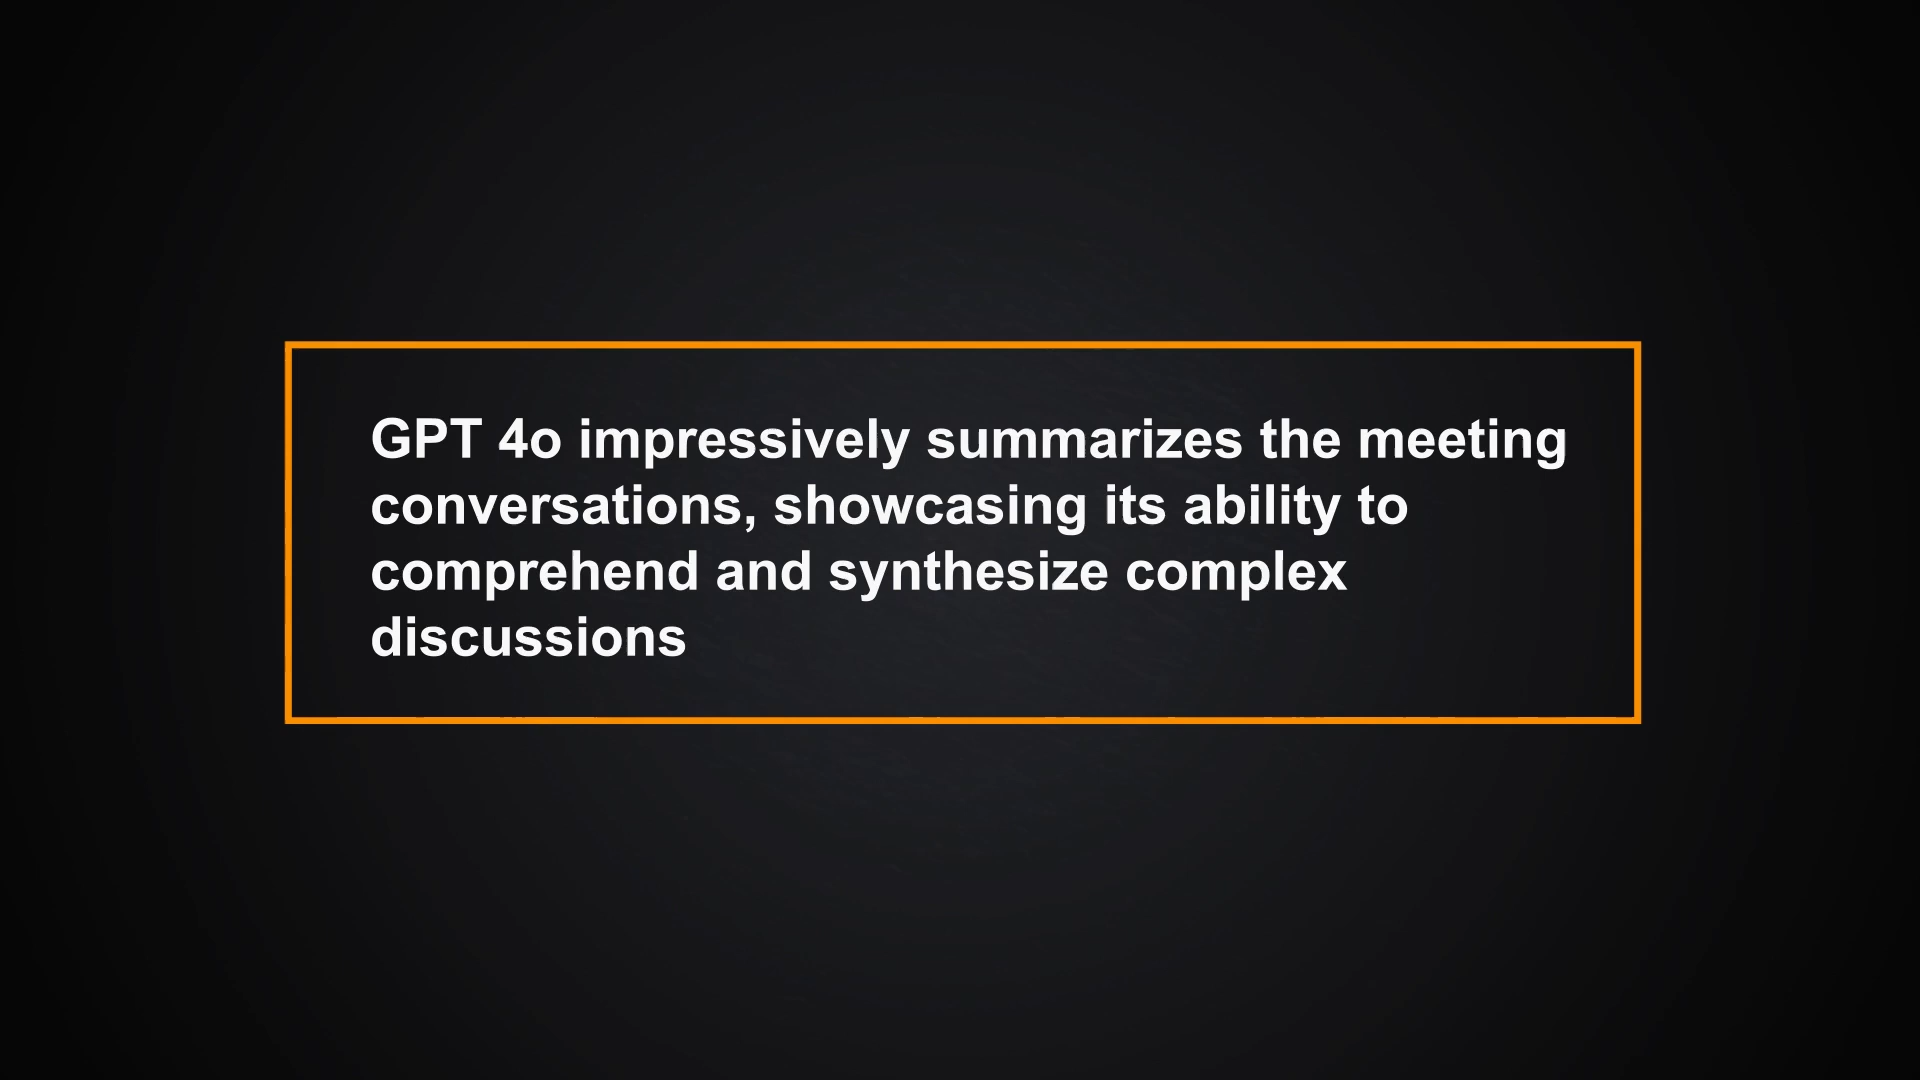 GPT 4o impressively summarizes the meeting
conversations, showcasing its ability to
comprehend and synthesize complex
discussions